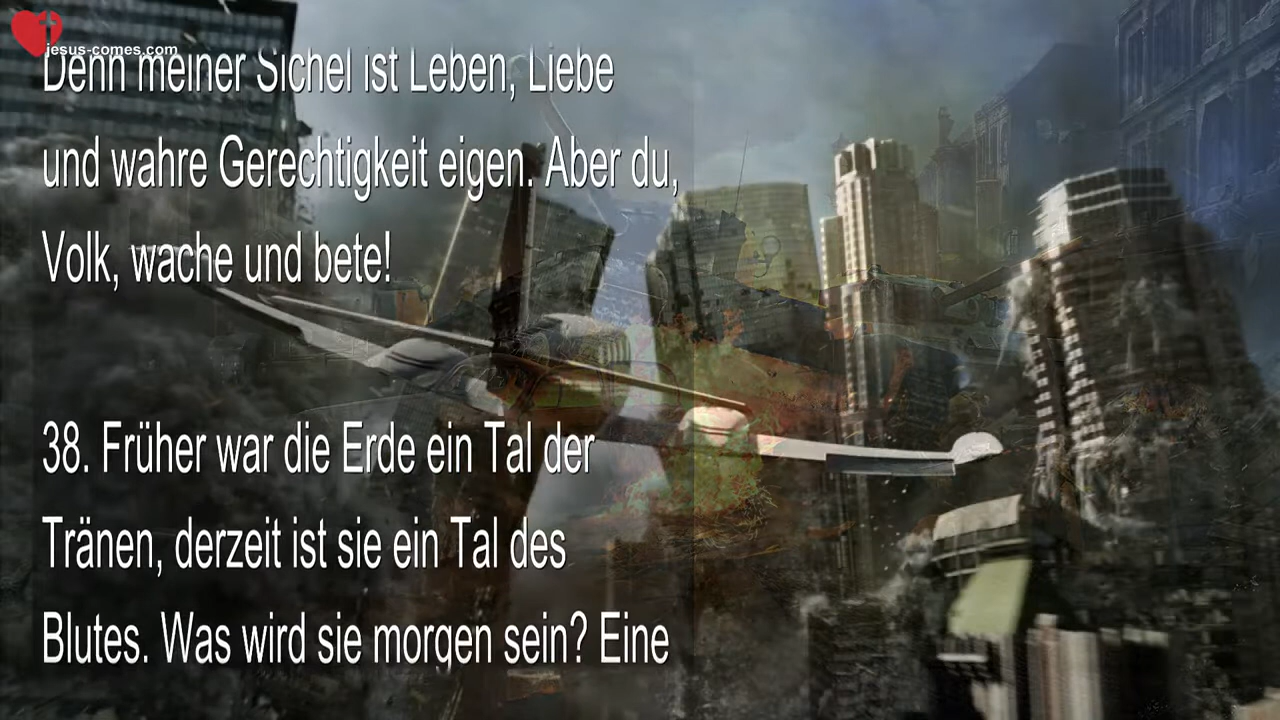 jesus-comes.com
Denn meiner Sichel ist Leben, Liebe
und wahre Gerechtigkeit eigen. Aber du,
Volk, wache und bete!
38. Früher war die Erde ein Tal der
Tränen, derzeit ist sie ein Tal des
Blutes. Was wird sie morgen sein? Eine